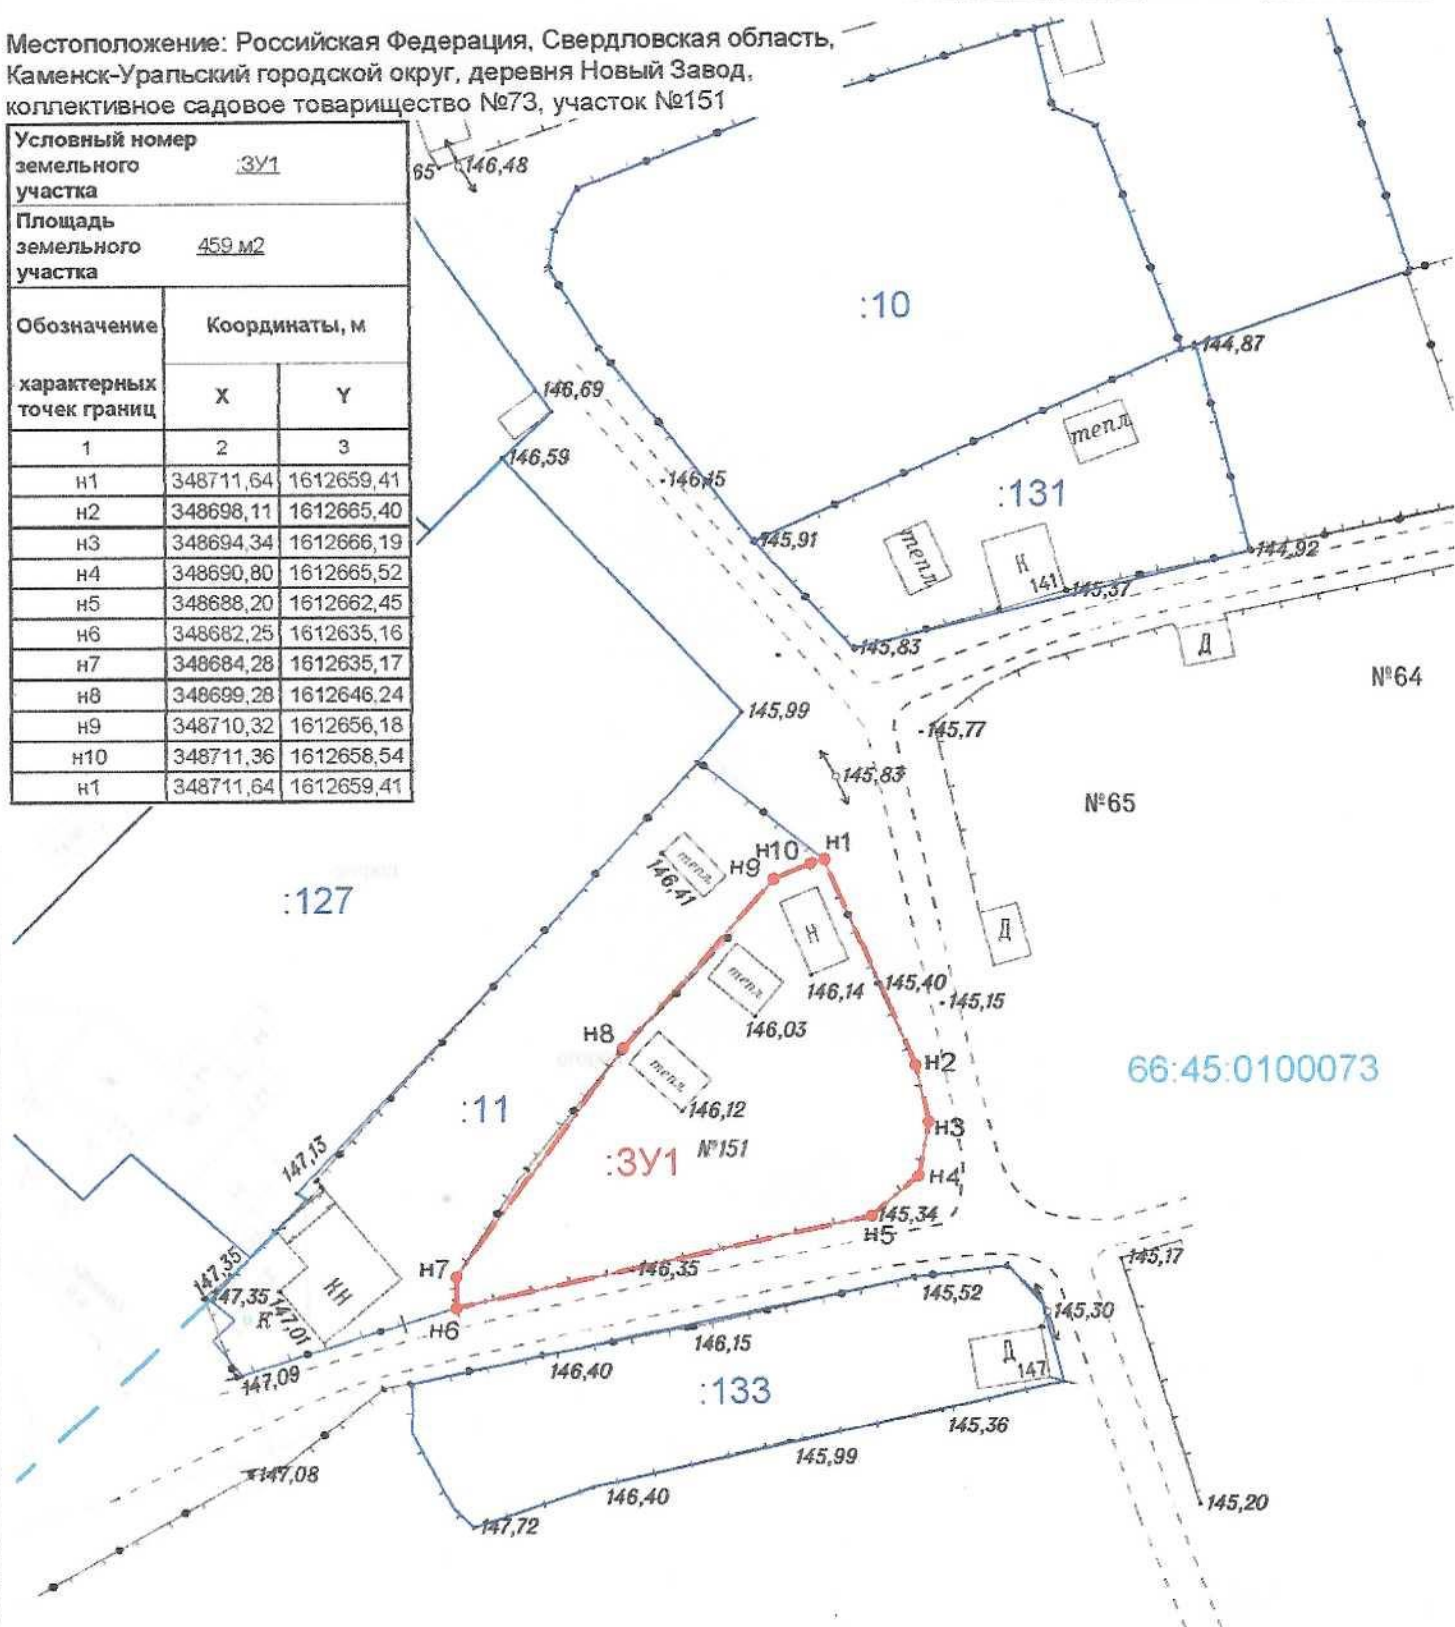 Местоположение: Российская Федерация, Свердловская область,
Каменск-Уральский городской округ, деревня Новый Завод,
коллективное садовое товарищество №73, участок №151
Условный номер
земельного :ЗУ1
участка
Площадь
земельного 459 м2
участка
Обозначение Координаты, м
характерных
точек границ X Y
1 2 3
н1 348711,64 1612659,41
н2 348698,11 1612665,40
н3 348694,34 1612666,19
н4 348690,80 1612665,52
н5 348688,20 1612662,45
н6 348682,25 1612635,16
н7 348684,28 1612635,17
н8 348699,28 1612646,24
н9 348710,32 1612656,18
н10 348711,36 1612658,54
н1 348711,64 1612659,41
65
146,48
:10
144,87
146,69
тепл
146,59
146,15
:131
145,91
тепл
К
141
145,37
144,92
145,83
Д
№64
145,99
145,77
145,83
№65
н10 н1
н9
тепл
146,41
:127
Н
Д
тепл
146,14
145,40
145,15
146,03
н8
н2
66:45:0100073
тепл
:11
146,12
н3
:ЗУ1 №151
147,13
н4
145,34
н5
147,35
н7
146,35
145,17
147,35
К
147,01
КН
н6
145,52
145,30
146,15
Д
147
147,09
146,40
:133
145,36
147,08
145,99
146,40
147,72
145,20